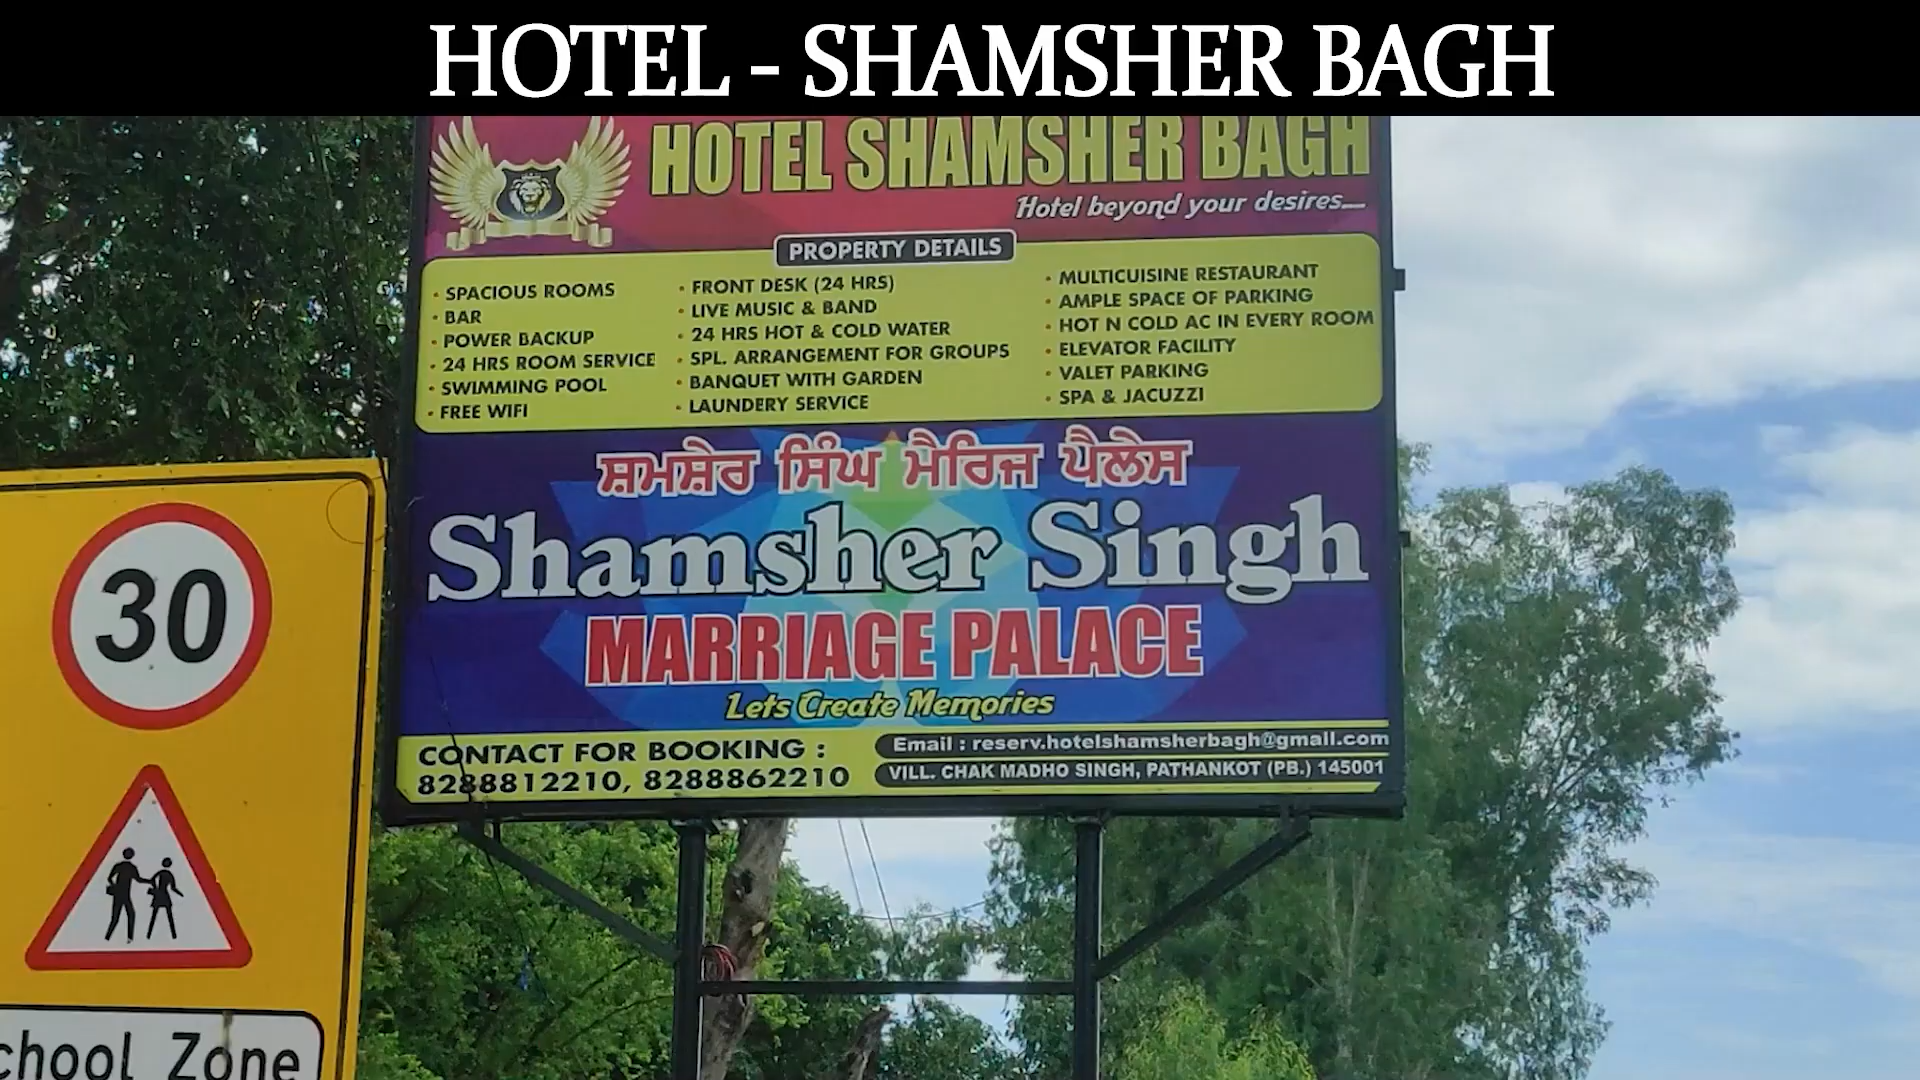 HOTEL - SHAMSHER BAGH
HOTEL SHAMSHER BAGH
Hotel beyond your desires....
PROPERTY DETAILS
• SPACIOUS ROOMS
• BAR
• POWER BACKUP
• 24 HRS ROOM SERVICE
• SWIMMING POOL
• FREE WIFI
• FRONT DESK (24 HRS)
• LIVE MUSIC & BAND
• 24 HRS HOT & COLD WATER
• SPL. ARRANGEMENT FOR GROUPS
• BANQUET WITH GARDEN
• LAUNDERY SERVICE
• MULTICUISINE RESTAURANT
• AMPLE SPACE OF PARKING
• HOT N COLD AC IN EVERY ROOM
• ELEVATOR FACILITY
• VALET PARKING
• SPA & JACUZZI
ਸ਼ਮਸ਼ੇਰ ਸਿੰਘ ਮੈਰਿਜ ਪੈਲੇਸ
Shamsher Singh
MARRIAGE PALACE
Lets Create Memories
CONTACT FOR BOOKING :
8288812210, 8288862210
Email : reserv.hotelshamsherbagh@gmail.com
VILL. CHAK MADHO SINGH, PATHANKOT (PB.) 145001
30
chool Zone